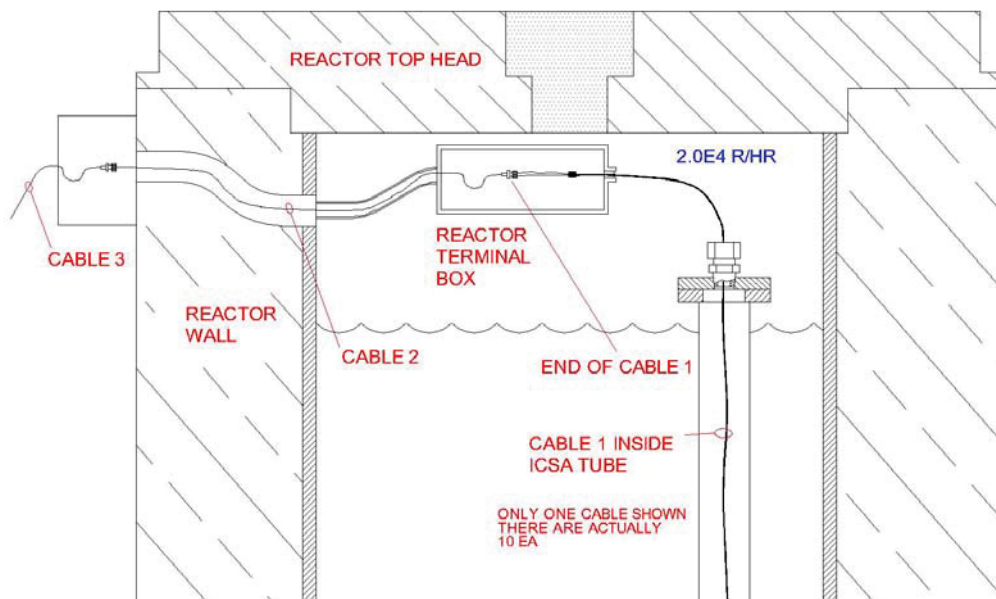 REACTOR TOP HEAD
2.0E4 R/HR
CABLE 3
REACTOR
TERMINAL
BOX
REACTOR
WALL
CABLE 2
END OF CABLE 1
CABLE 1 INSIDE
ICSA TUBE
ONLY ONE CABLE SHOWN
THERE ARE ACTUALLY
10 EA